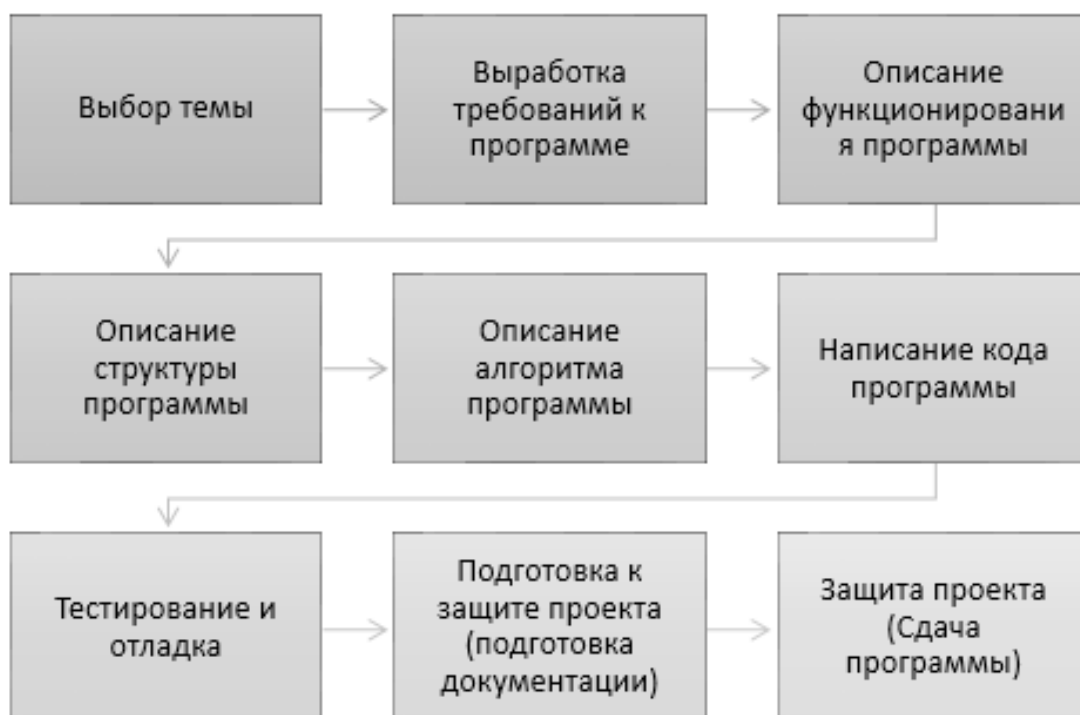 Выбор темы
Выработка
требований к
программе
Описание
функционировани
я программы
Описание
структуры
программы
Описание
алгоритма
программы
Написание кода
программы
Тестирование и
отладка
Подготовка к
защите проекта
(подготовка
документации)
Защита проекта
(Сдача
программы)